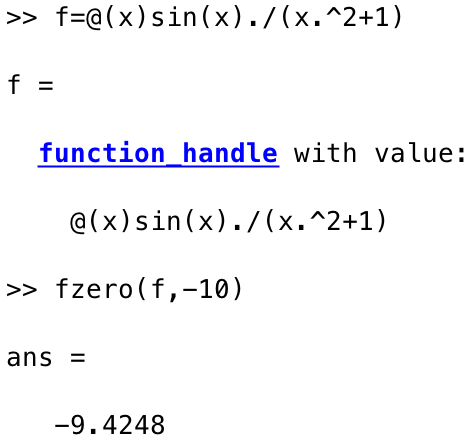 >> f=@(x)sin(x)./(x.^2+1)
f =
function_handle with value:
@(x)sin(x)./(x.^2+1)
>> fzero(f,-10)
ans =
-9.4248